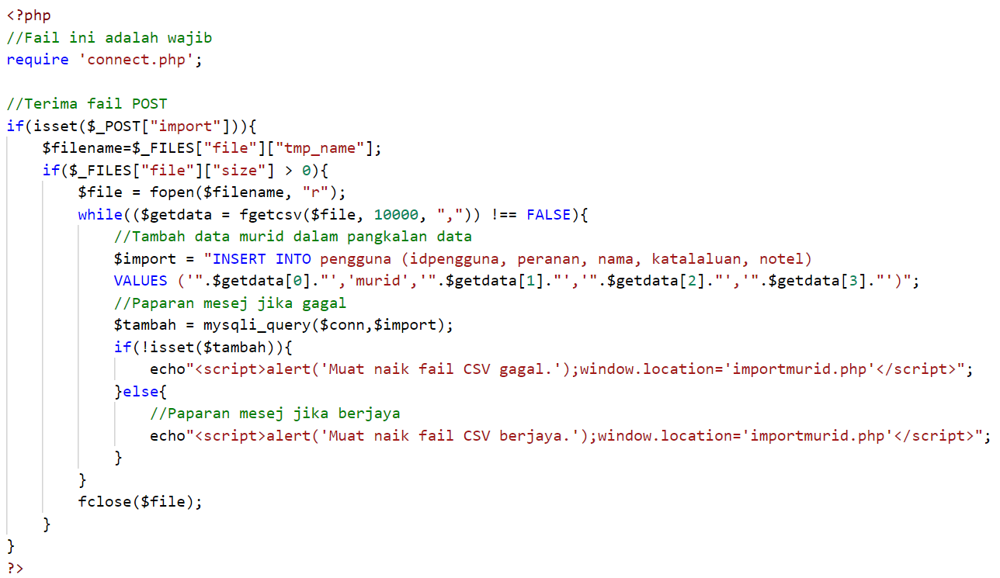 <?php
//Fail ini adalah wajib
require 'connect.php';

//Terima fail POST
if(isset($_POST["import"])){
    $filename=$_FILES["file"]["tmp_name"];
    if($_FILES["file"]["size"] > 0){
        $file = fopen($filename, "r");
        while(($getdata = fgetcsv($file, 10000, ",")) !== FALSE){
            //Tambah data murid dalam pangkalan data
            $import = "INSERT INTO pengguna (idpengguna, peranan, nama, katalaluan, notel)
            VALUES ('".$getdata[0]."','murid','".$getdata[1]."','".$getdata[2]."','".$getdata[3]."')";
            //Paparan mesej jika gagal
            $tambah = mysqli_query($conn,$import);
            if(!isset($tambah)){
                echo"<script>alert('Muat naik fail CSV gagal.');window.location='importmurid.php'</script>";
            }else{
                //Paparan mesej jika berjaya
                echo"<script>alert('Muat naik fail CSV berjaya.');window.location='importmurid.php'</script>";
            }
        }
        fclose($file);
    }
}
?>